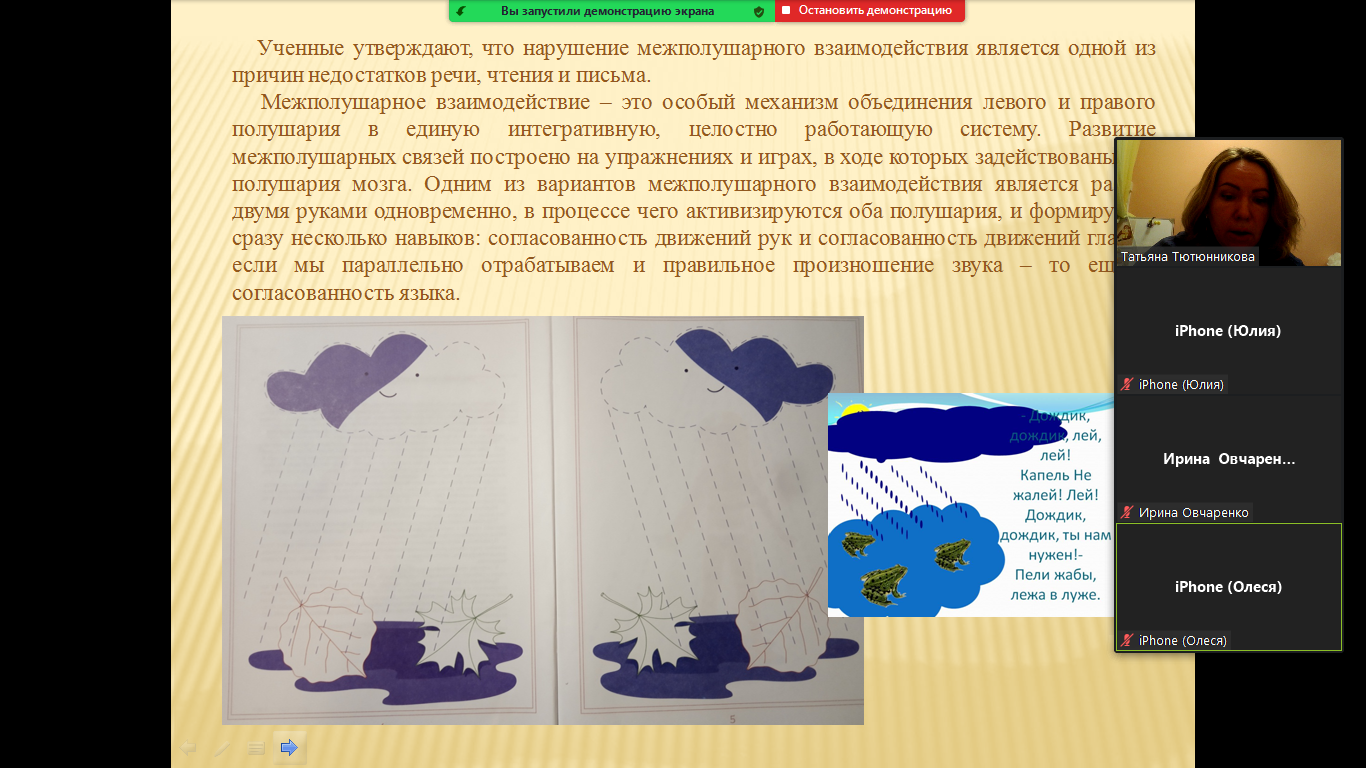 Вы запустили демонстрацию экрана
Остановить демонстрацию
Ученные утверждают, что нарушение межполушарного взаимодействия является одной из
причин недостатков речи, чтения и письма.
Межполушарное взаимодействие – это особый механизм объединения левого и правого
полушария в единую интегративную, целостно работающую систему. Развитие
межполушарных связей построено на упражнениях и играх, в ходе которых задействованы
полушария мозга. Одним из вариантов межполушарного взаимодействия является
двумя руками одновременно, в процессе чего активизируются оба полушария, и
сразу несколько навыков: согласованность движений рук и согласованность движений
если мы параллельно отрабатываем и правильное произношение звука – то
согласованность языка.
- Дождик,
дождик, лей,
лей!
Капель Не
жалей! Лей!
Дождик,
дождик, ты нам
нужен!-
Пели жабы,
лежа в луже.
5
Татьяна Тютюнникова
iPhone (Юлия)
iPhone (Юлия)
Ирина Овчарен...
Ирина Овчаренко
iPhone (Олеся)
iPhone (Олеся)